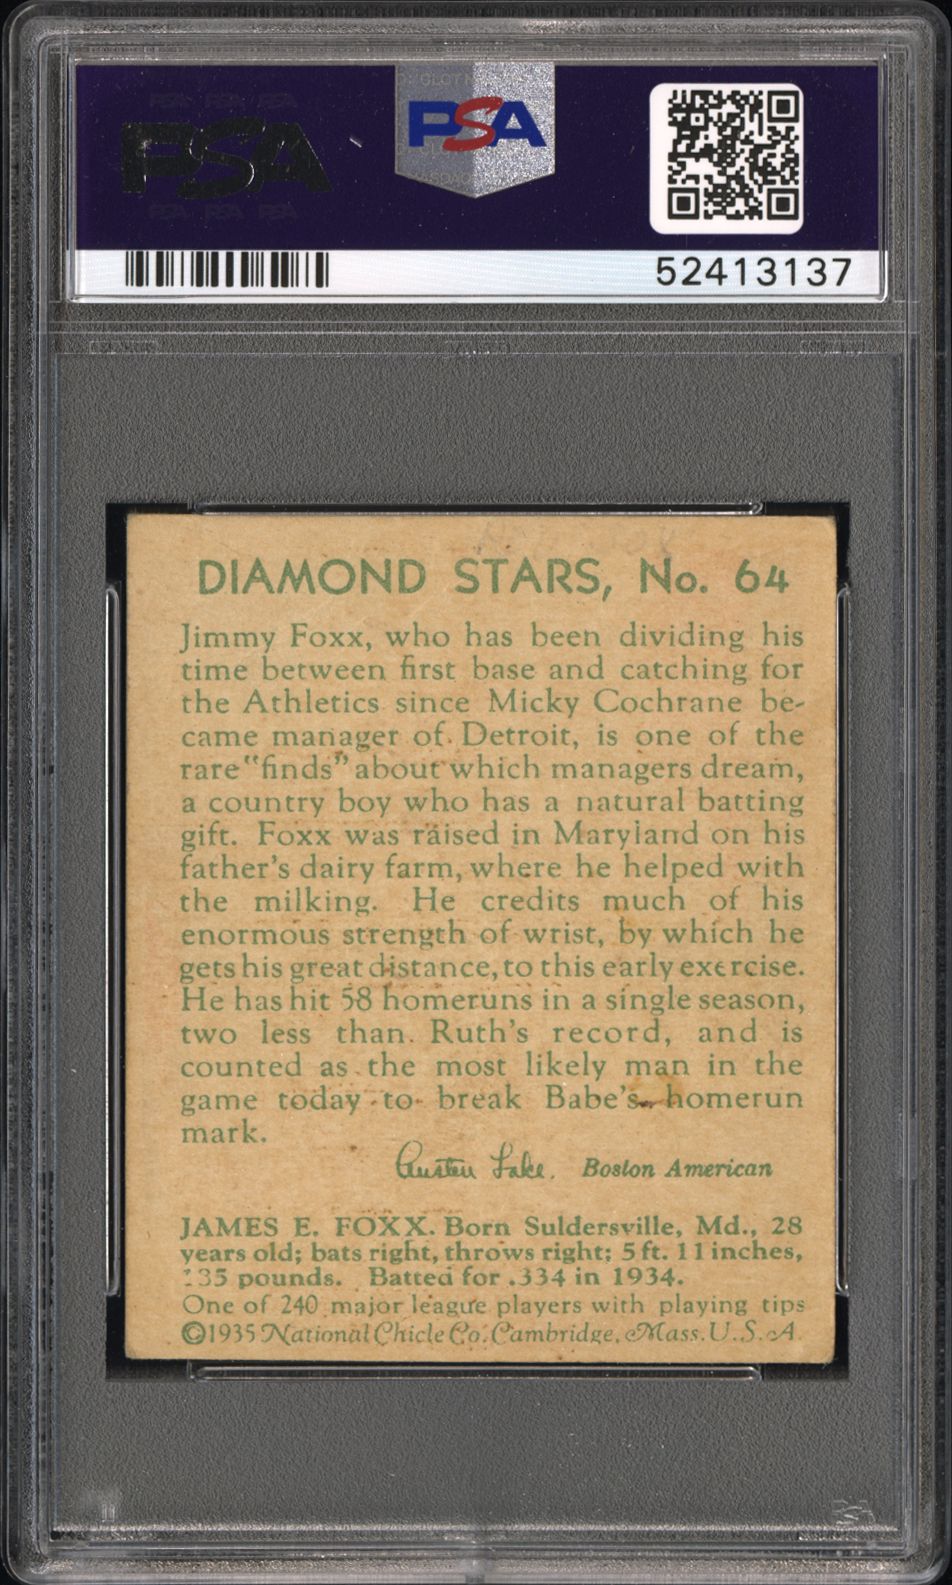 PSA PSA PSA
PSA
PSA
PSA PSA PSA
52413137
DIAMOND STARS, No. 64
Jimmy Foxx, who has been dividing his
time between first base and catching for
the Athletics since Micky Cochrane be-
came manager of Detroit, is one of the
rare "finds" about which managers dream,
a country boy who has a natural batting
gift. Foxx was raised in Maryland on his
father's dairy farm, where he helped with
the milking. He credits much of his
enormous strength of wrist, by which he
gets his great distance, to this early exercise.
He has hit 58 homeruns in a single season,
two less than Ruth's record, and is
counted as the most likely man in the
game today to break Babe's homerun
mark.
Austen Lake. Boston American
JAMES E. FOXX. Born Suldersville, Md., 28
years old; bats right, throws right; 5 ft. 11 inches,
pounds. Batted for .334 in 1934.
One of 240 major league players with playing tips
©1935 National Chicle Co. Cambridge, Mass. U.S.A.